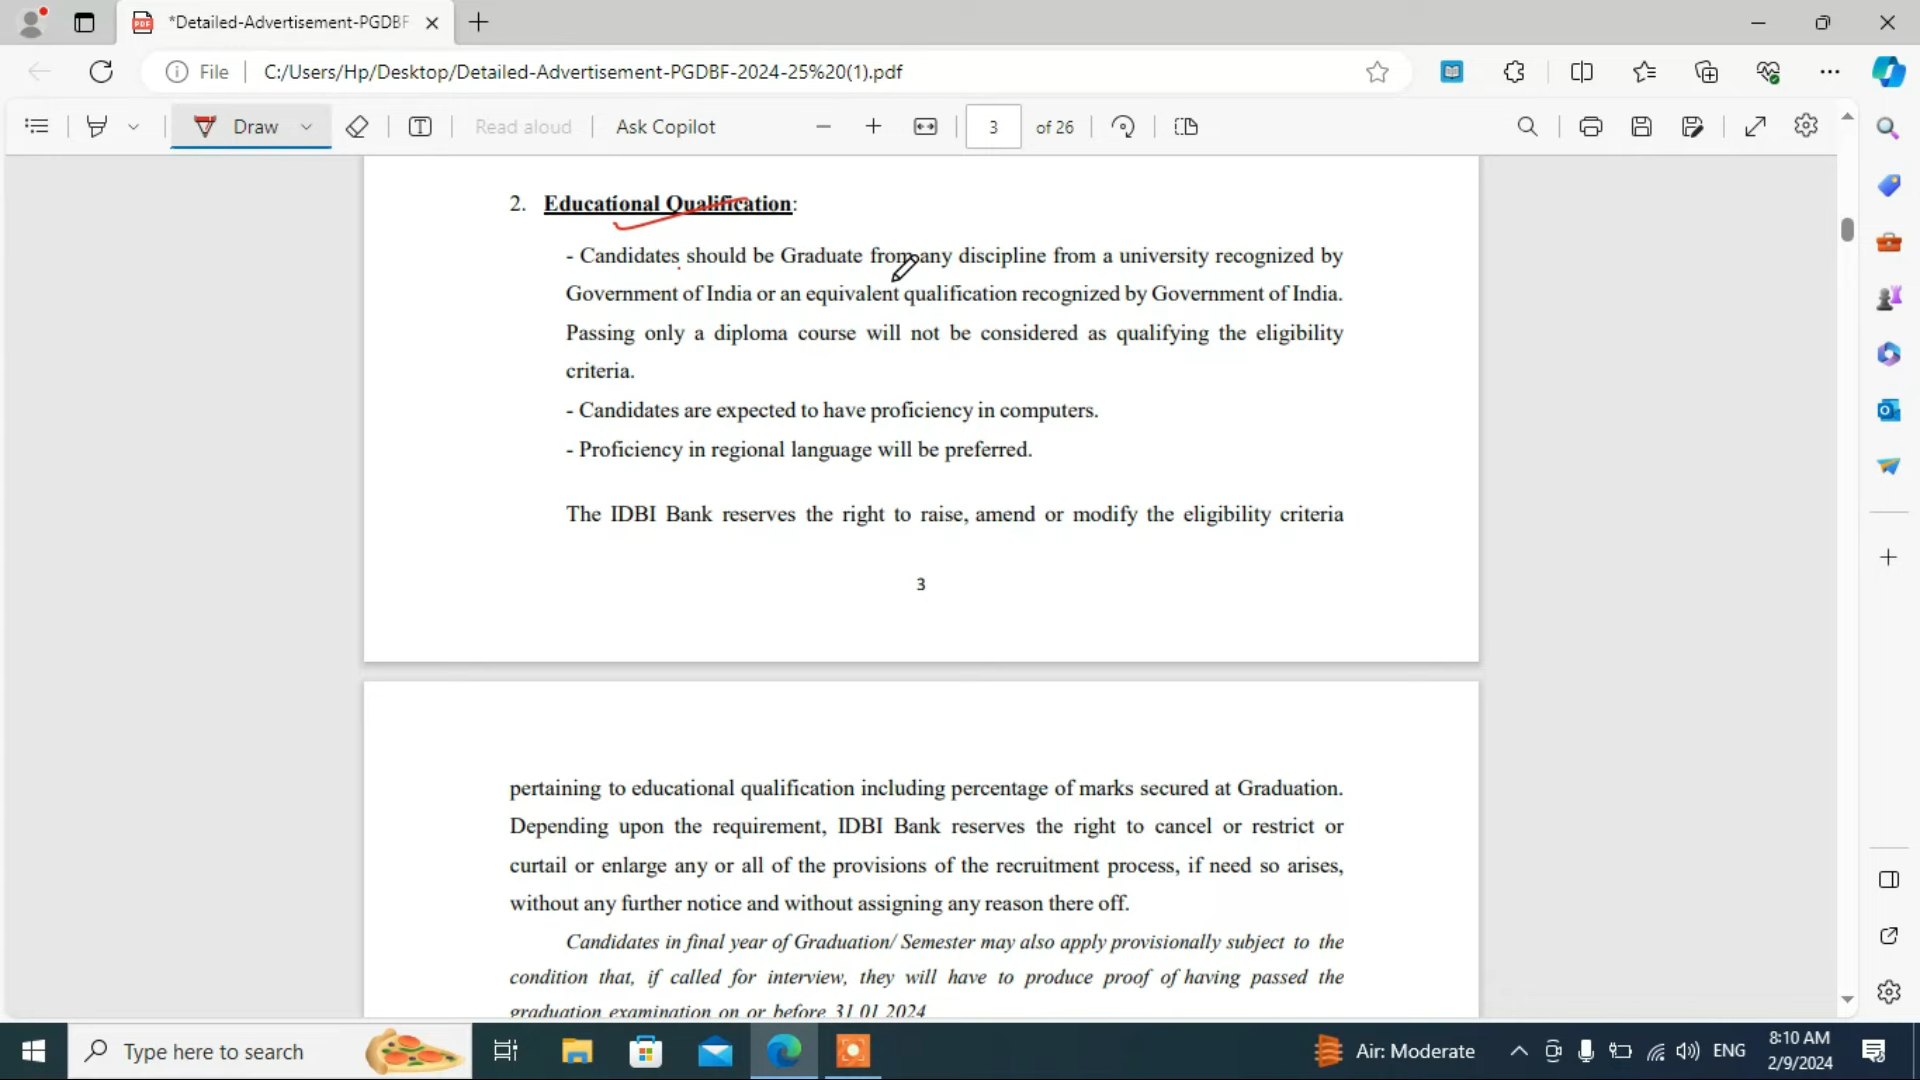 *Detailed-Advertisement-PGDBF
File
C:/Users/Hp/Desktop/Detailed-Advertisement-PGDBF-2024-25%20(1).pdf
Draw
Read aloud
Ask Copilot
3
of 26
2. Educational Qualification:
- Candidates should be Graduate from any discipline from a university recognized by
Government of India or an equivalent qualification recognized by Government of India.
Passing only a diploma course will not be considered as qualifying the eligibility
criteria.
- Candidates are expected to have proficiency in computers.
- Proficiency in regional language will be preferred.
The IDBI Bank reserves the right to raise, amend or modify the eligibility criteria
3
pertaining to educational qualification including percentage of marks secured at Graduation.
Depending upon the requirement, IDBI Bank reserves the right to cancel or restrict or
curtail or enlarge any or all of the provisions of the recruitment process, if need so arises,
without any further notice and without assigning any reason there off.
Candidates in final year of Graduation/ Semester may also apply provisionally subject to the
condition that, if called for interview, they will have to produce proof of having passed the
graduation examination on or before 31.01.2024
Type here to search
Air: Moderate
ENG
8:10 AM
2/9/2024